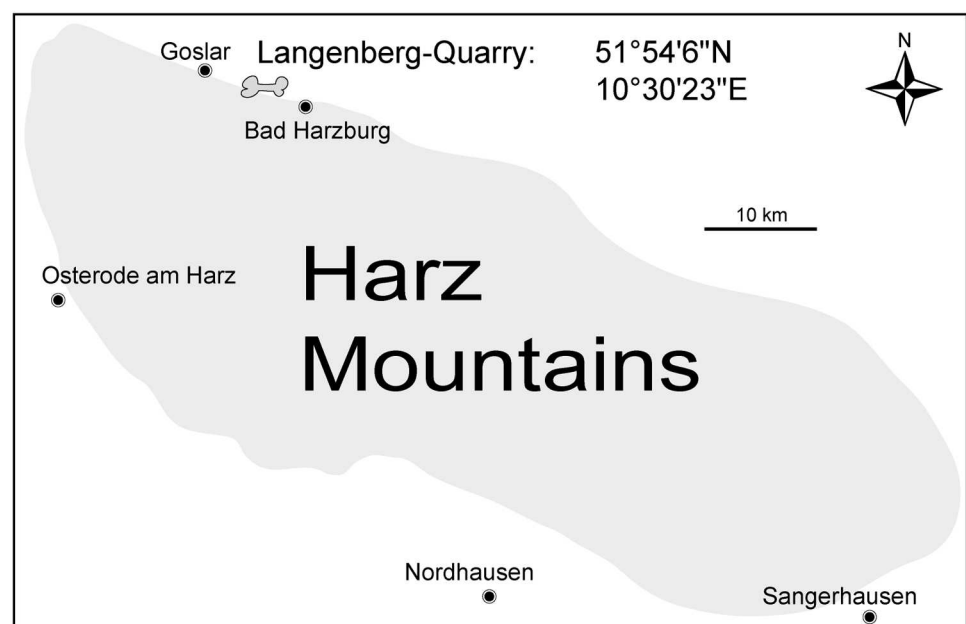 Goslar
Langenberg-Quarry: 51°54'6"N
10°30'23"E
N
Bad Harzburg
10 km
Osterode am Harz
Harz
Mountains
Nordhausen
Sangerhausen